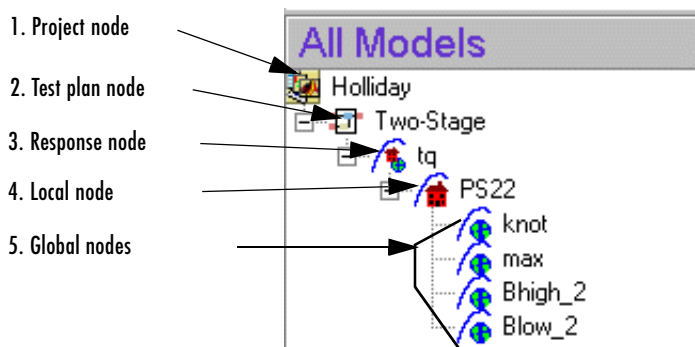 1. Project node
2. Test plan node
3. Response node
4. Local node
5. Global nodes
All Models
Holliday
Two-Stage
tq
PS22
knot
max
Bhigh_2
Blow_2